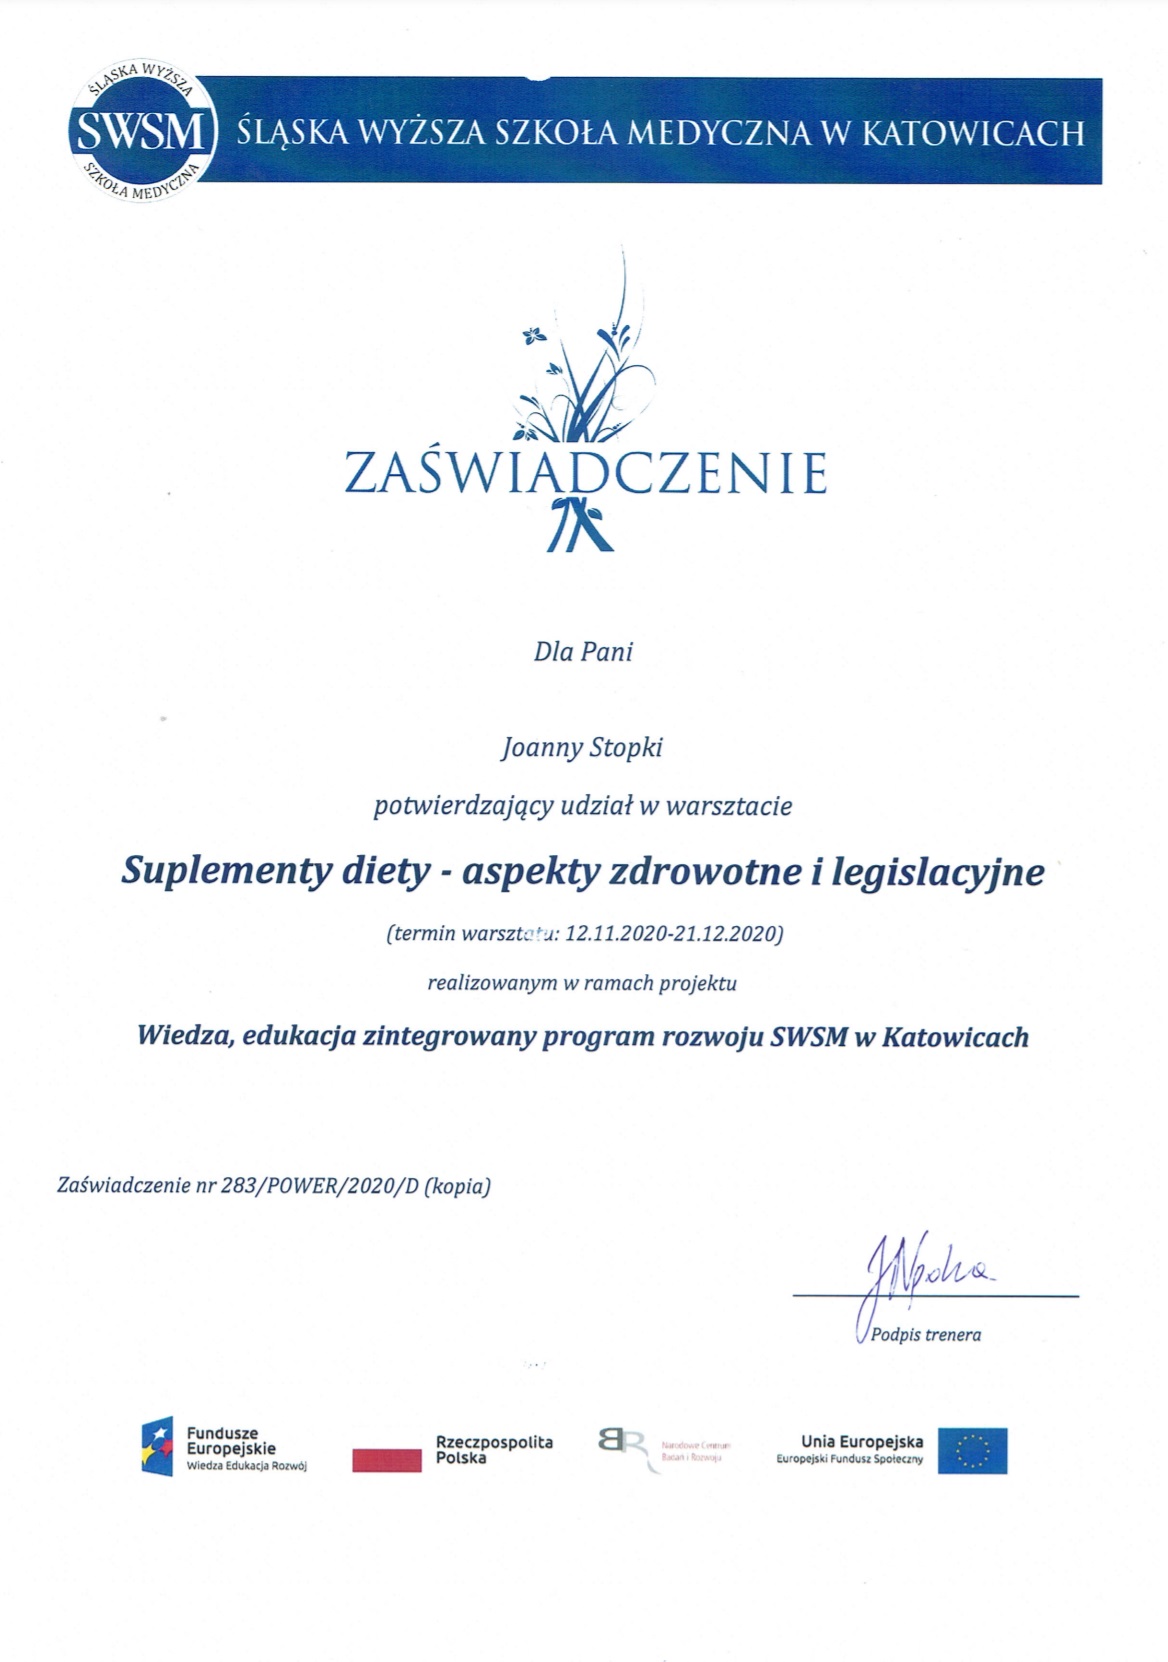 ŚLĄSKA WYŻSZA
SWSM
SZKOŁA MEDYCZNA
ŚLĄSKA WYŻSZA SZKOŁA MEDYCZNA W KATOWICACH
ZAŚWIADCZENIE
Dla Pani
Joanny Stopki
potwierdzający udział w warsztacie
Suplementy diety - aspekty zdrowotne i legislacyjne
(termin warsztatu: 12.11.2020-21.12.2020)
realizowanym w ramach projektu
Wiedza, edukacja zintegrowany program rozwoju SWSM w Katowicach
Zaświadczenie nr 283/POWER/2020/D (kopia)
Podpis trenera
Fundusze
Europejskie
Wiedza Edukacja Rozwój
Rzeczpospolita
Polska
BR
Narodowe Centrum
Badań i Rozwoju
Unia Europejska
Europejski Fundusz Społeczny